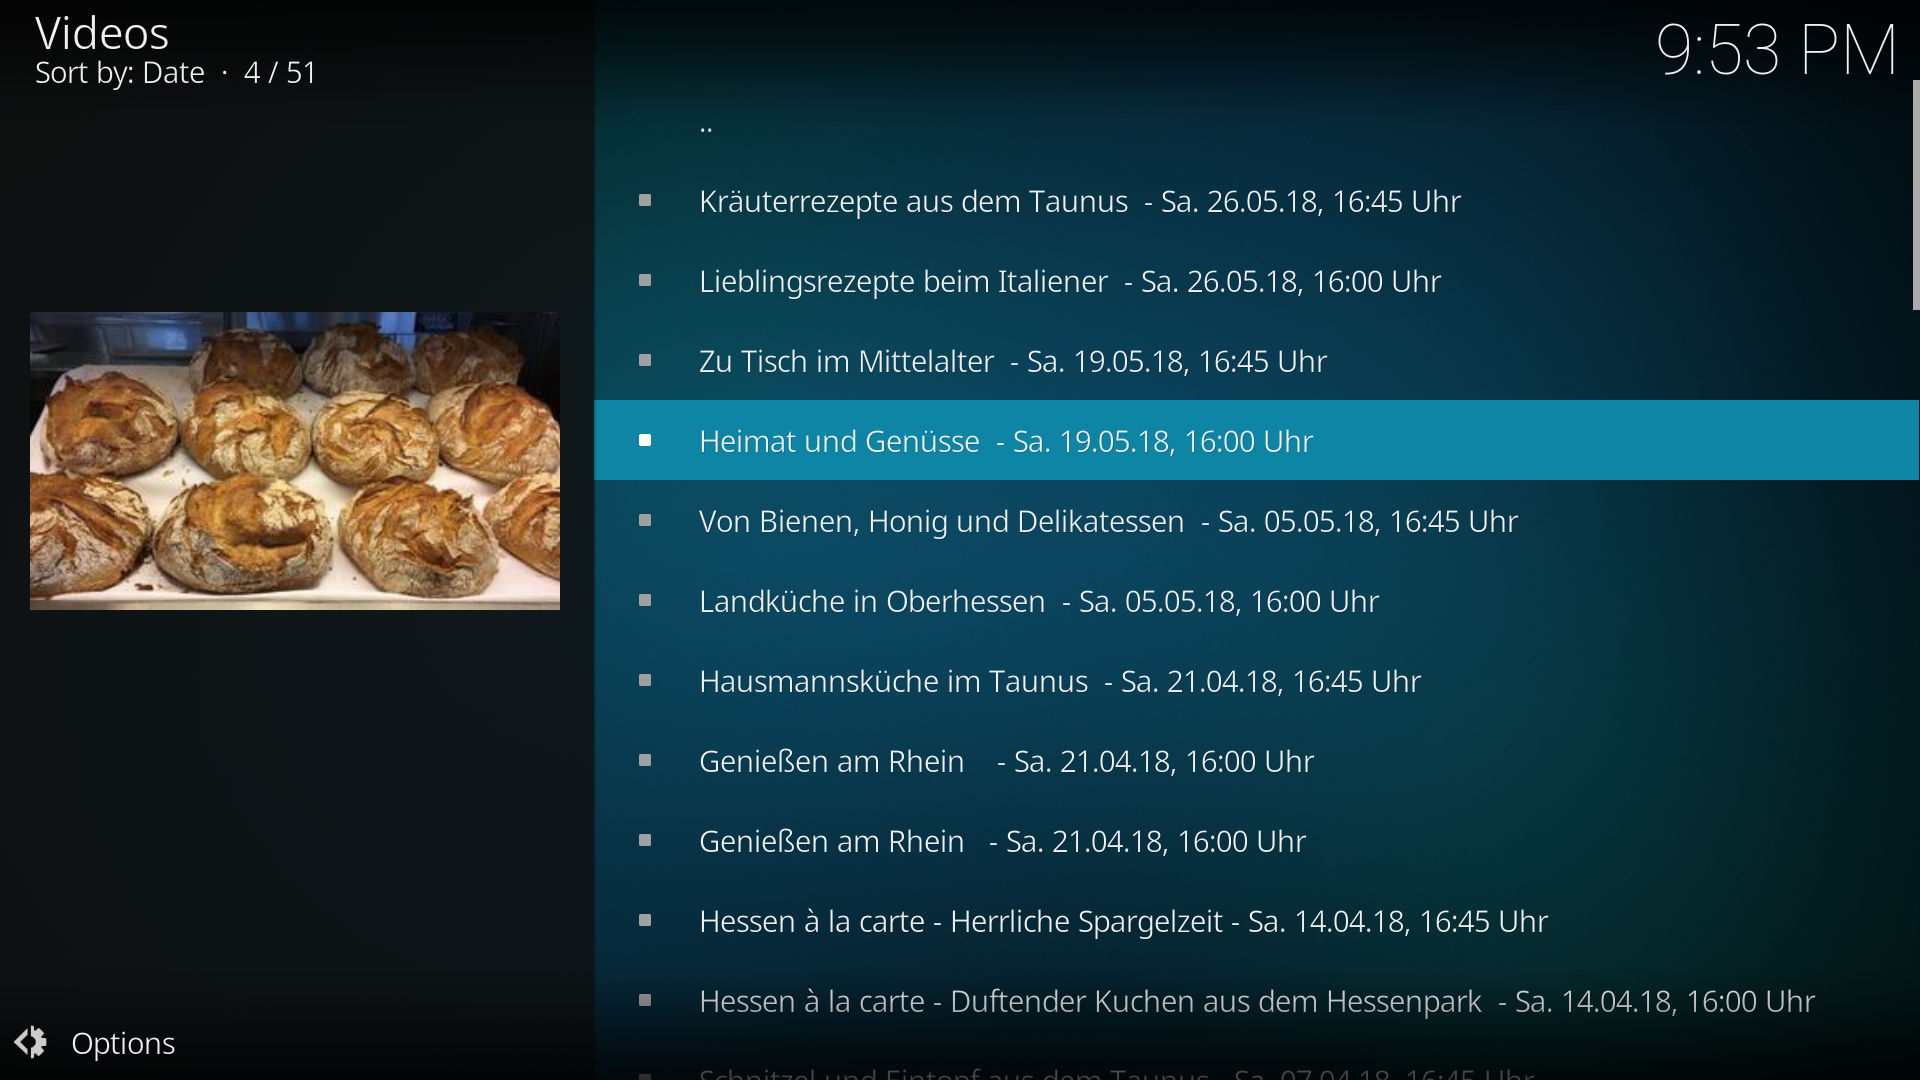 Videos
Sort by: Date · 4 / 51
9:53 PM
..
Kräuterrezepte aus dem Taunus - Sa. 26.05.18, 16:45 Uhr
Lieblingsrezepte beim Italiener - Sa. 26.05.18, 16:00 Uhr
Zu Tisch im Mittelalter - Sa. 19.05.18, 16:45 Uhr
Heimat und Genüsse - Sa. 19.05.18, 16:00 Uhr
Von Bienen, Honig und Delikatessen - Sa. 05.05.18, 16:45 Uhr
Landküche in Oberhessen - Sa. 05.05.18, 16:00 Uhr
Hausmannsküche im Taunus - Sa. 21.04.18, 16:45 Uhr
Genießen am Rhein - Sa. 21.04.18, 16:00 Uhr
Genießen am Rhein - Sa. 21.04.18, 16:00 Uhr
Hessen à la carte - Herrliche Spargelzeit - Sa. 14.04.18, 16:45 Uhr
Hessen à la carte - Duftender Kuchen aus dem Hessenpark - Sa. 14.04.18, 16:00 Uhr
Schnitzel und Eintopf aus dem Taunus - Sa. 07.04.18, 16:45 Uhr
Options